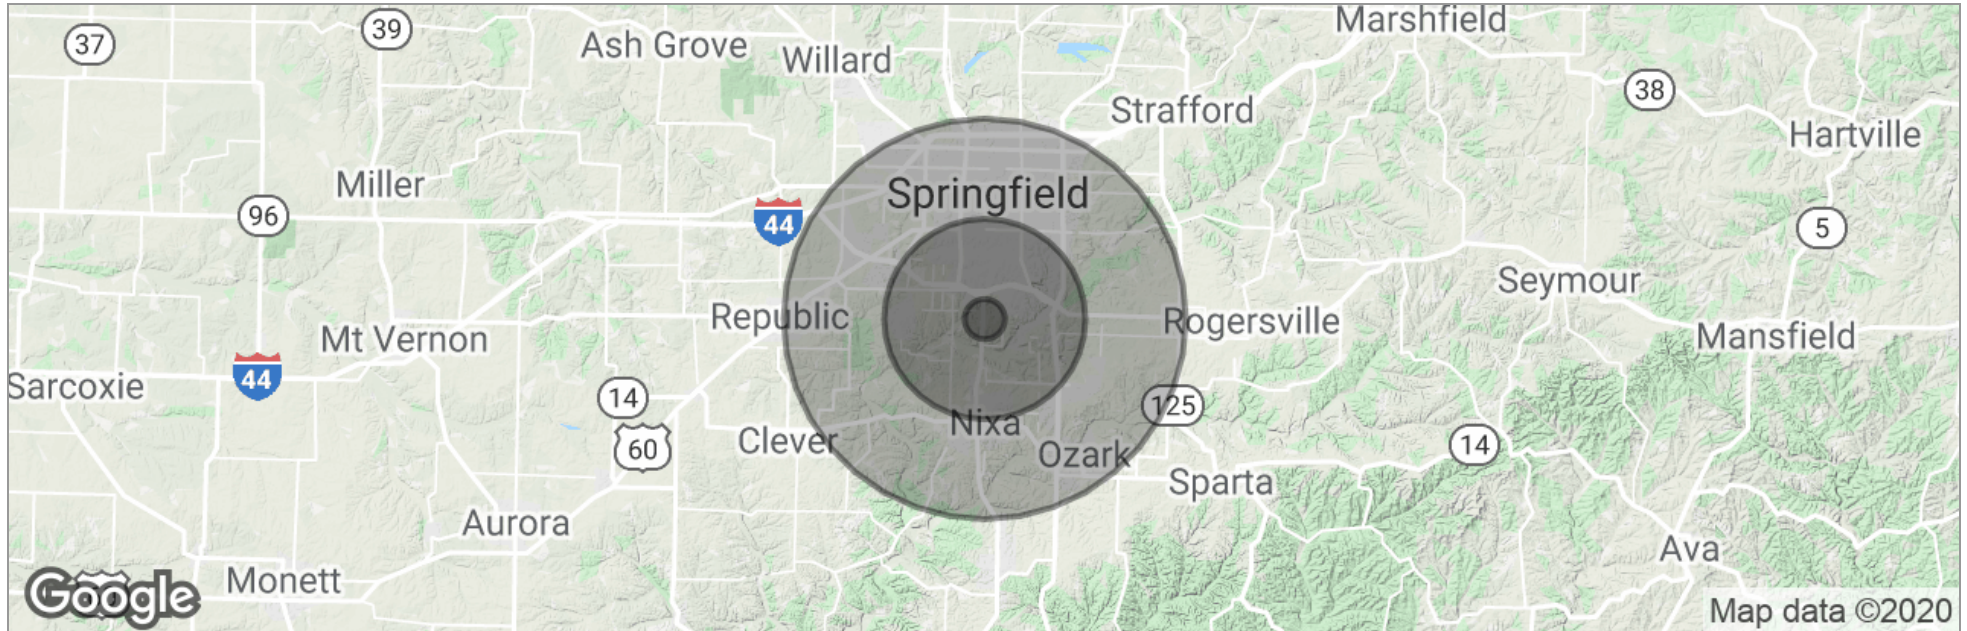 Marshfield
39
37
Ash Grove
Willard
38
Strafford
Hartville
Miller
Springfield
96
44
5
Seymour
Republic
Rogersville
Mt Vernon
Mansfield
44
Sarcoxie
14
125
Nixa
Clever
60
Ozark
14
Sparta
Aurora
Ava
Monett
Google
Map data ©2020